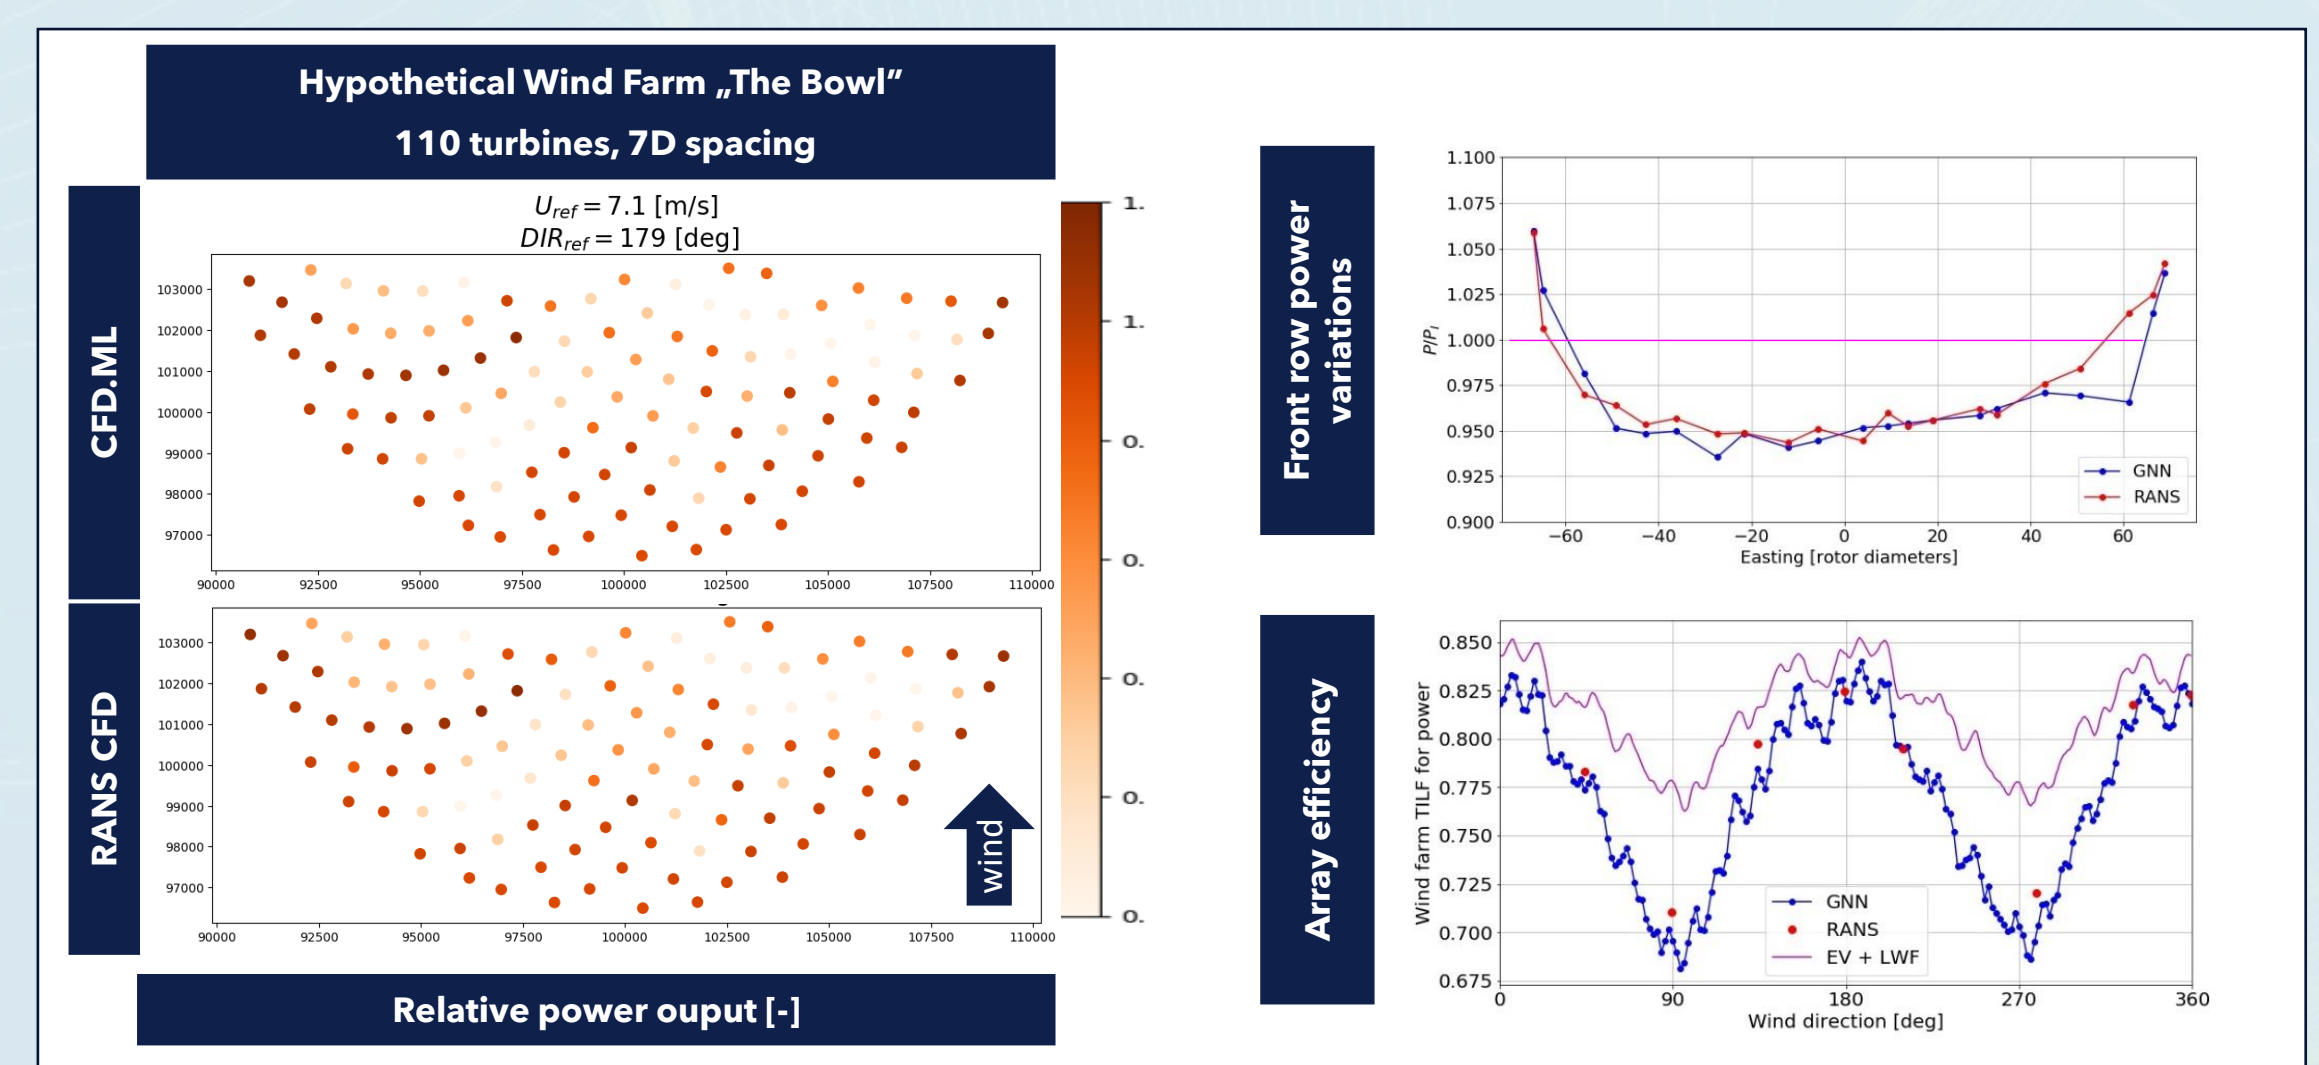 Hypothetical Wind Farm „The Bowl”
110 turbines, 7D spacing
CFD.ML
U_ref = 7.1 [m/s]
DIR_ref = 179 [deg]
103000
102000
101000
100000
99000
98000
97000
90000 92500 95000 97500 100000 102500 105000 107500 110000
RANS CFD
103000
102000
101000
100000
99000
98000
97000
90000 92500 95000 97500 100000 102500 105000 107500 110000
wind
1.
1.
0.
0.
0.
0.
0.
Relative power ouput [-]
Front row power
variations
P/P_i
1.100
1.075
1.050
1.025
1.000
0.975
0.950
0.925
0.900
−60 −40 −20 0 20 40 60
Easting [rotor diameters]
GNN
RANS
Array efficiency
Wind farm TILF for power
0.850
0.825
0.800
0.775
0.750
0.725
0.700
0.675
0 90 180 270 360
Wind direction [deg]
GNN
RANS
EV + LWF